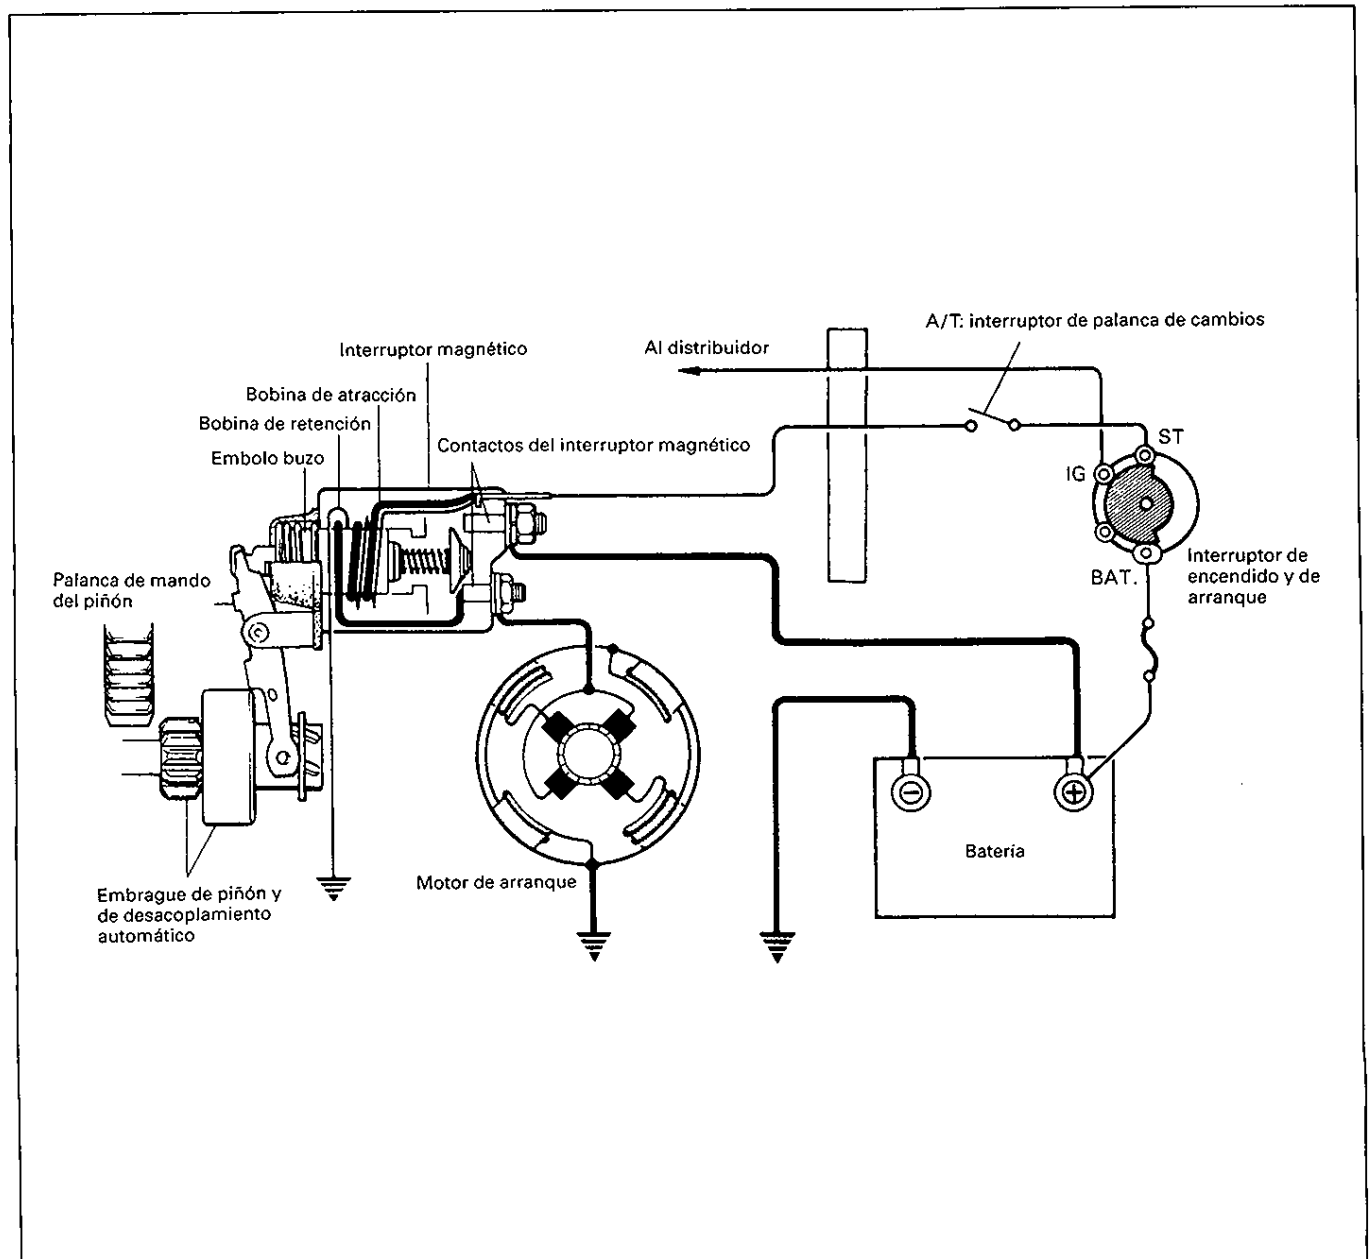 A/T: interruptor de palanca de cambios
Interruptor magnético
Al distribuidor
Bobina de atracción
Bobina de retención
Contactos del interruptor magnético
Embolo buzo
ST
IG
BAT.
Interruptor de
encendido y de
arranque
Palanca de mando
del piñón
Batería
Motor de arranque
Embrague de piñón y
de desacoplamiento
automático